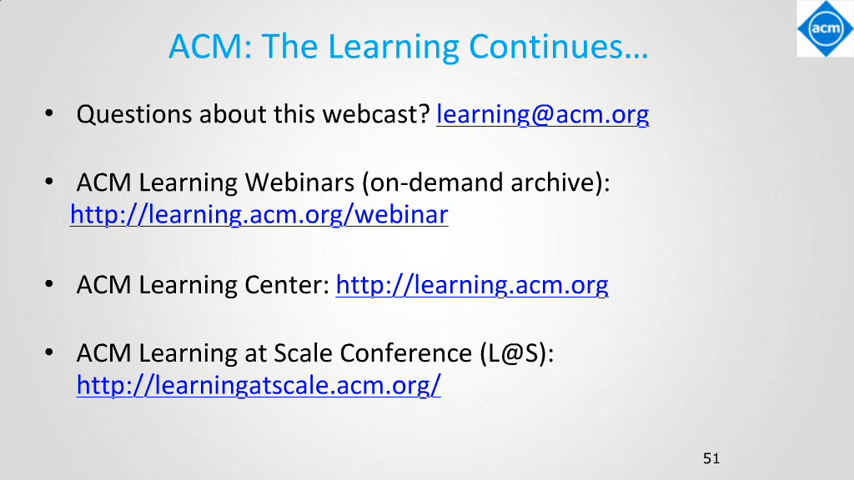 ACM: The Learning Continues…
acm
• Questions about this webcast? learning@acm.org
• ACM Learning Webinars (on-demand archive):
http://learning.acm.org/webinar
• ACM Learning Center: http://learning.acm.org
• ACM Learning at Scale Conference (L@S):
http://learningatscale.acm.org/
51